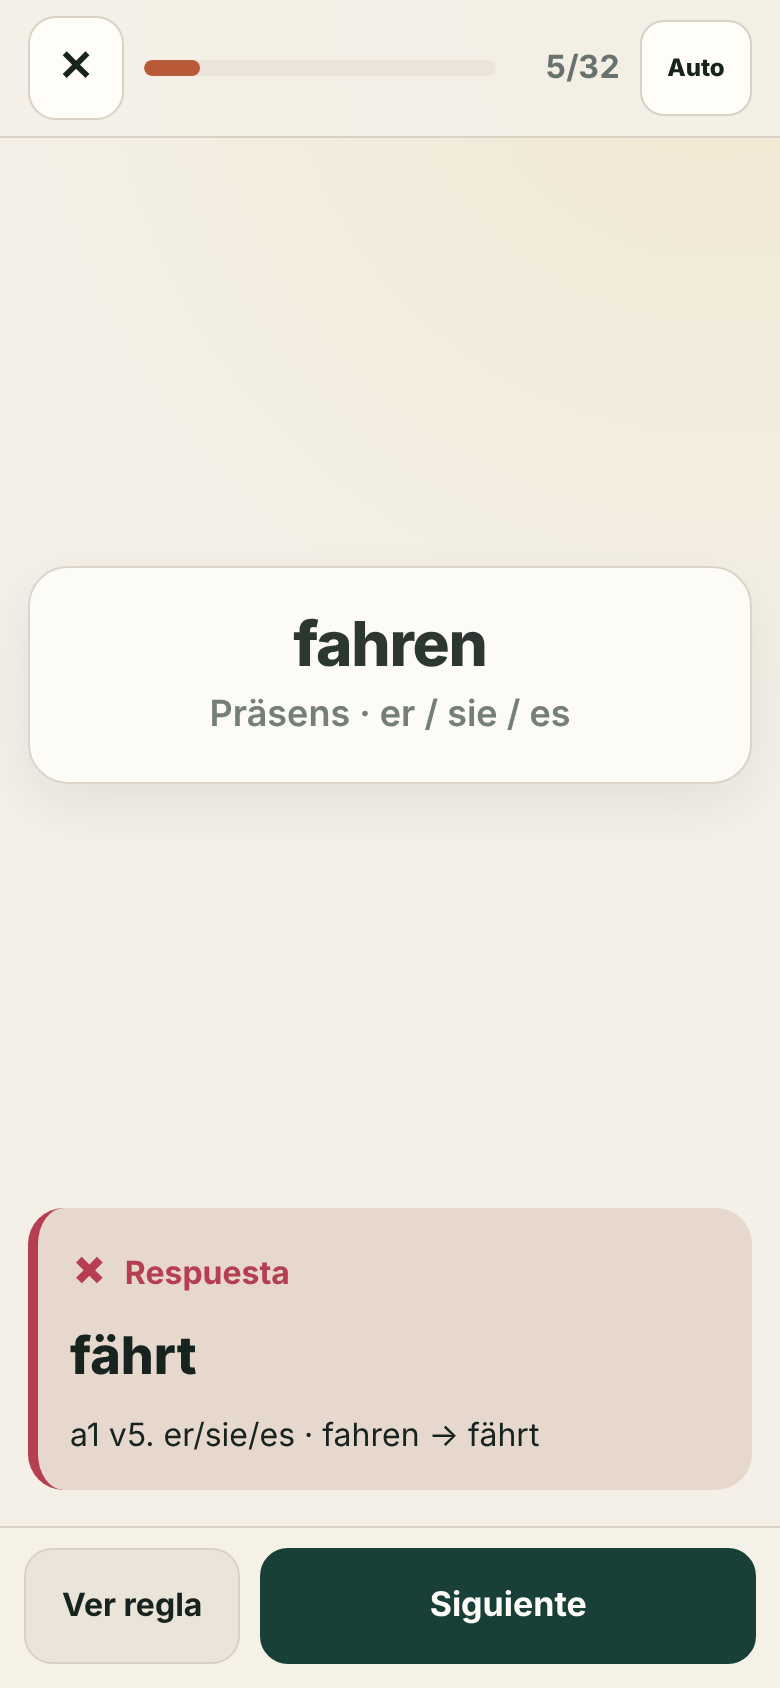 ✕
5/32
Auto
fahren
Präsens · er / sie / es
✖ Respuesta
fährt
a1 v5. er/sie/es · fahren → fährt
Ver regla
Siguiente